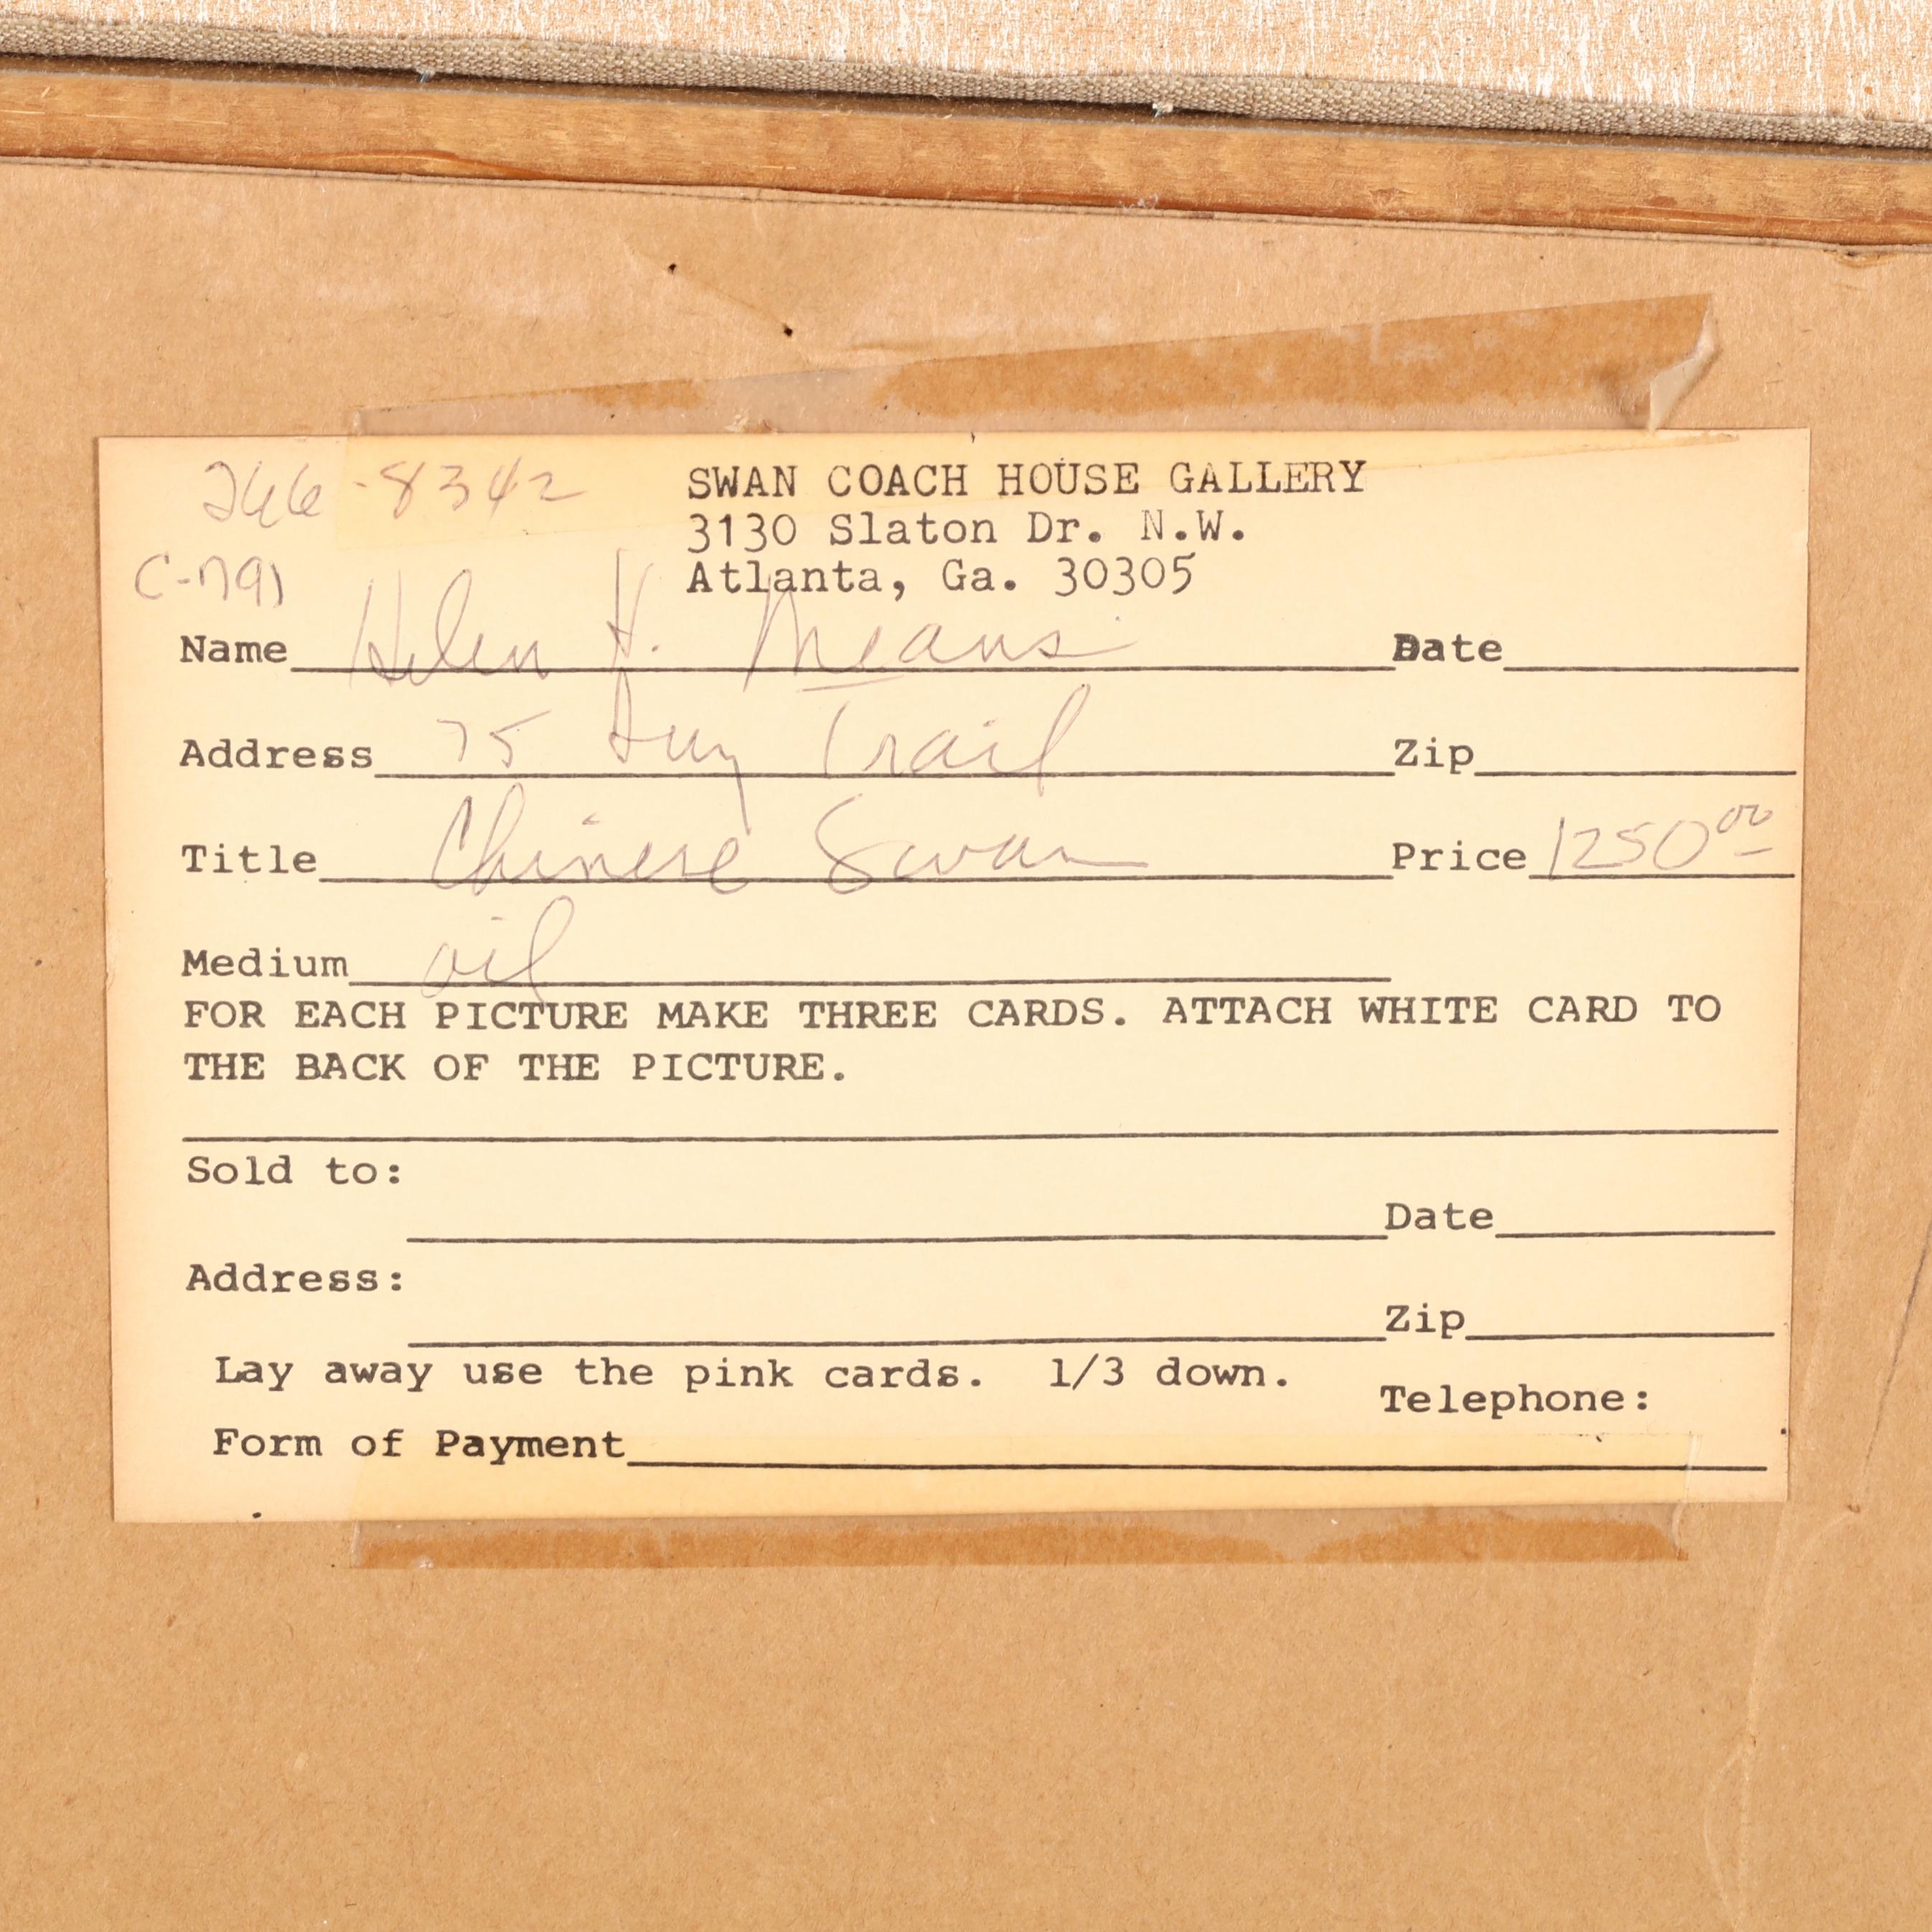 266-8342
SWAN COACH HOUSE GALLERY
3130 Slaton Dr. N.W.
C-791
Atlanta, Ga. 30305
Name Helen H. Means Date
Address 75 Trail Zip
Title Chinese Swan Price 1250.00
Medium oil
FOR EACH PICTURE MAKE THREE CARDS. ATTACH WHITE CARD TO
THE BACK OF THE PICTURE.
Sold to:
Date
Address:
Zip
Lay away use the pink cards. 1/3 down.
Telephone:
Form of Payment